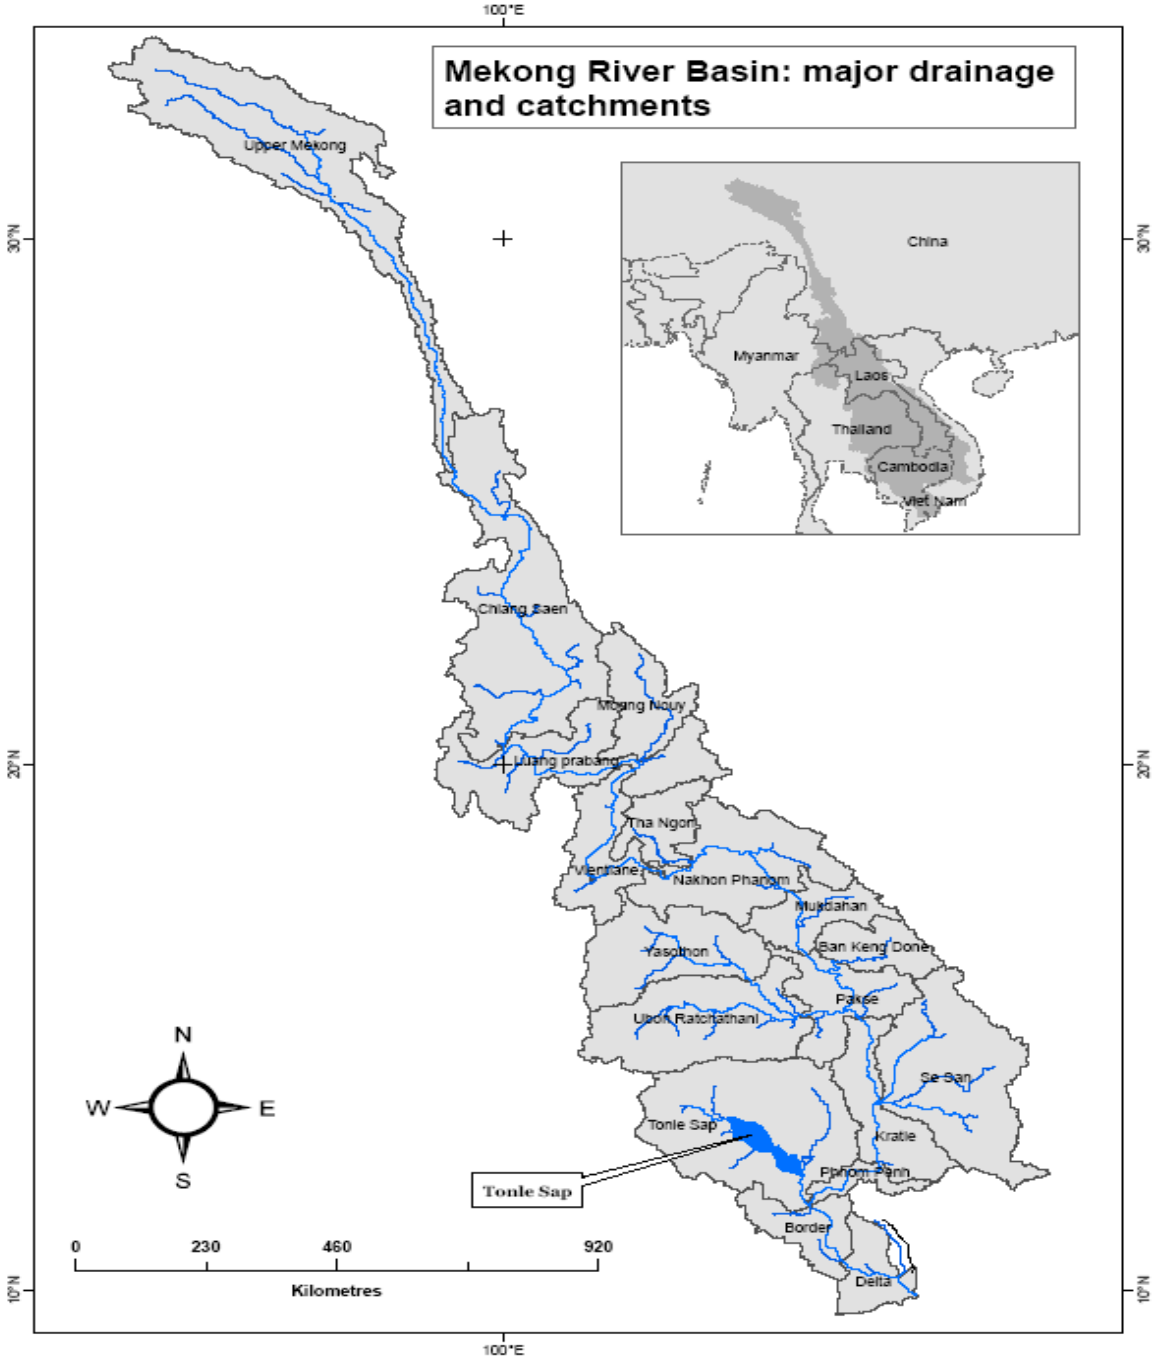 100°E
Mekong River Basin: major drainage
and catchments
Upper Mekong
30°N
30°N
China
Myanmar
Laos
Thailand
Cambodia
Viet Nam
Chiang Saen
Moung Nouy
20°N
Luang prabang
20°N
Tha Ngon
Vientiane
Nakhon Phanom
Mukdahan
Ban Keng Done
Yasothon
Pakse
Ubon Ratchathani
N
W
E
S
Se San
Tonle Sap
Kratie
Phnom Penh
Tonle Sap
Border
0
230
460
920
Kilometres
Delta
10°N
10°N
100°E